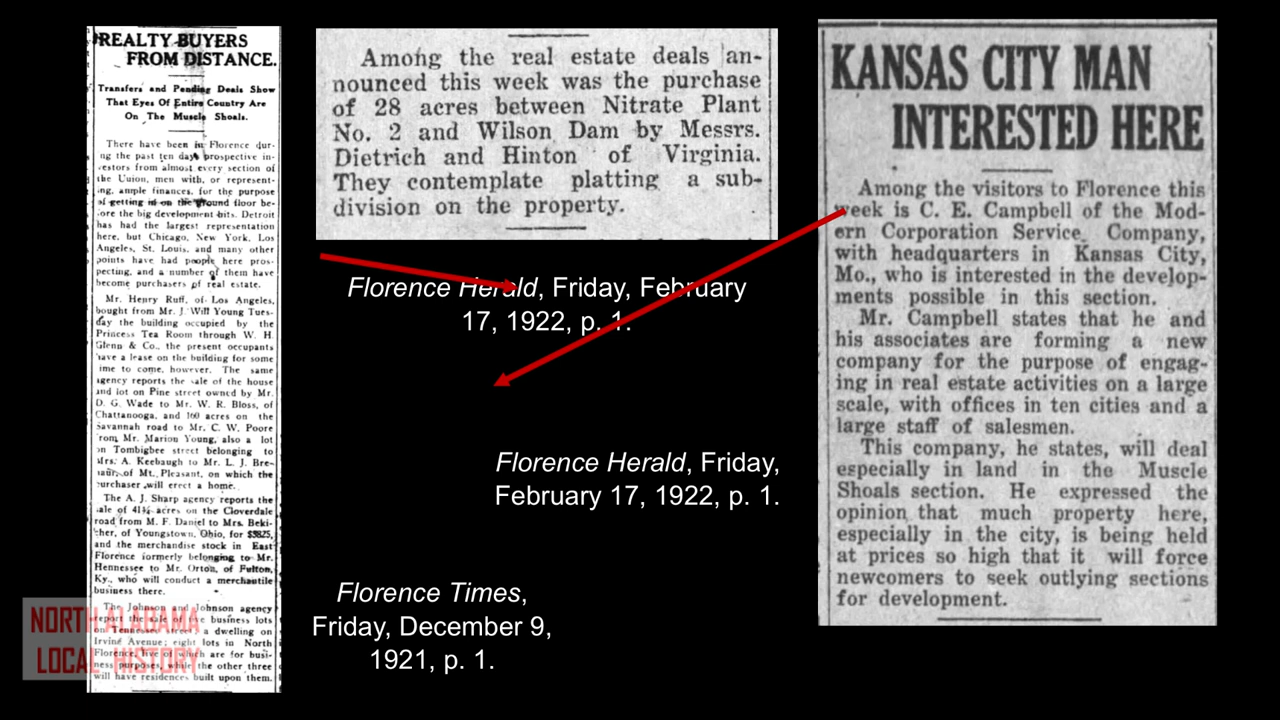 REALTY BUYERS
FROM DISTANCE.
Transfers and Pending Deals Show
That Eyes Of Entire Country Are
On The Muscle Shoals.
There have been in Florence dur-
ng the past ten days prospective in-
estors from almost every section of
the Union, men with, or represent-
ing, ample finances, for the purpose
of getting in on the ground floor be-
ore the big development hits. Detroit
has had the largest representation
here, but Chicago, New York, Los
Angeles, St. Louis, and many other
points have had people here pros-
pecting, and a number of them have
become purchasers of real estate.
Mr. Henry Ruff, of Los Angeles,
bought from Mr. J. Will Young Tues-
day the building occupied by the
Princess Tea Room through W. H.
Glenn & Co., the present occupants
have a lease on the building for some
ime to come, however. The same
agency reports the sale of the house
and lot on Pine street owned by Mr.
D. G. Wade to Mr. W. R. Bloss, of
Chattanooga, and 160 acres on the
Savannah road to Mr. C. W. Poore
from Mr. Marion Young, also a lot
on Tombigbee street belonging to
Mrs. A. Keebaugh to Mr. L. J. Bre-
of Mt. Pleasant, on which the
purchaser will erect a home.
The A. J. Sharp agency reports the
sale of 41¾ acres on the Cloverdale
road from M. F. Daniel to Mrs. Beki-
cher, of Youngstown, Ohio, for $3825,
and the merchandise stock in East
Florence formerly belonging to Mr.
Hennessee to Mr. Orton, of Fulton,
Ky., who will conduct a merchantile
business there.
The Johnson and Johnson agency
report the sale of business lots
on Tennessee street; a dwelling on
Irvine Avenue; eight lots in North
Florence, five of which are for busi-
ness purposes, while the other three
will have residences built upon them.
NORTH ALABAMA
LOCAL HISTORY
Among the real estate deals an-
nounced this week was the purchase
of 28 acres between Nitrate Plant
No. 2 and Wilson Dam by Messrs.
Dietrich and Hinton of Virginia.
They contemplate platting a sub-
division on the property.
Florence Herald, Friday, February
17, 1922, p. 1.
Florence Herald, Friday,
February 17, 1922, p. 1.
Florence Times,
Friday, December 9,
1921, p. 1.
KANSAS CITY MAN
INTERESTED HERE
Among the visitors to Florence this
week is C. E. Campbell of the Mod-
ern Corporation Service Company,
with headquarters in Kansas City,
Mo., who is interested in the develop-
ments possible in this section.
Mr. Campbell states that he and
his associates are forming a new
company for the purpose of engag-
ing in real estate activities on a large
scale, with offices in ten cities and a
large staff of salesmen.
This company, he states, will deal
especially in land in the Muscle
Shoals section. He expressed the
opinion that much property here,
especially in the city, is being held
at prices so high that it will force
newcomers to seek outlying sections
for development.